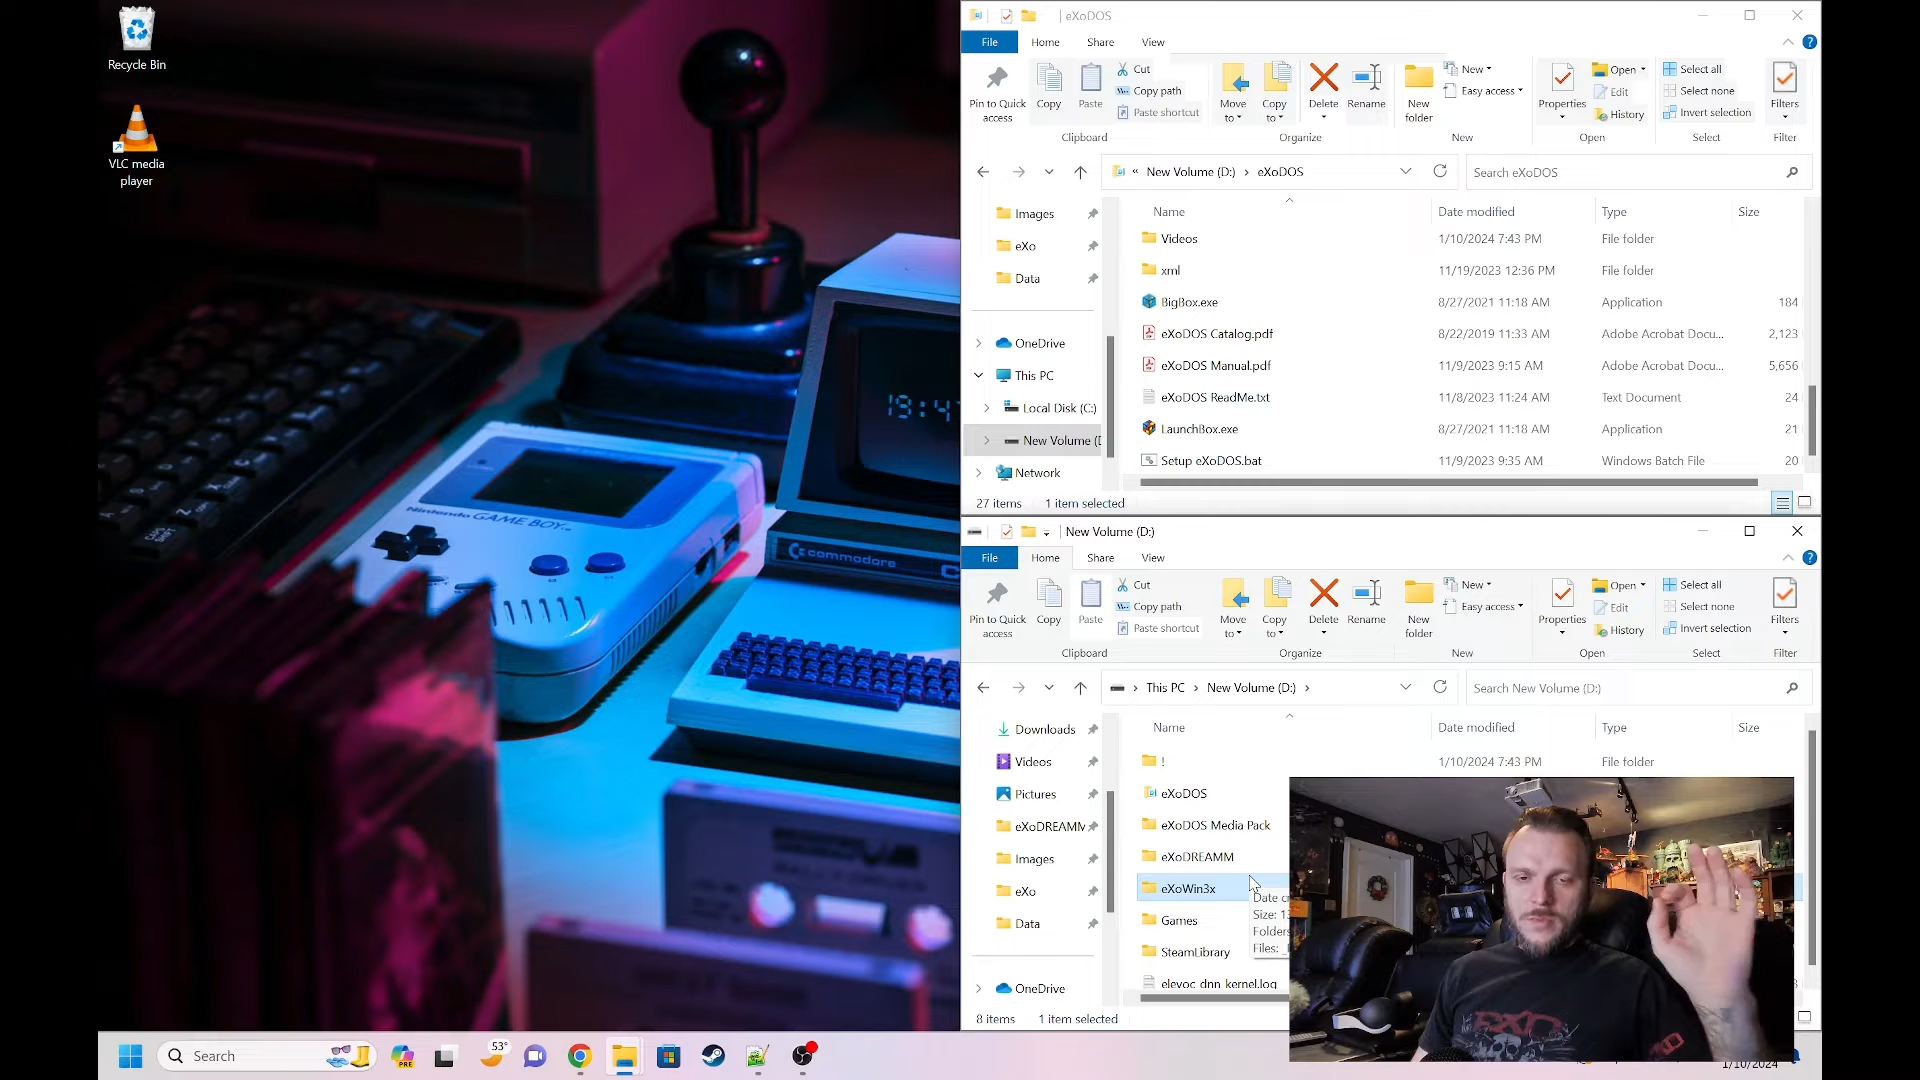 Recycle Bin
VLC media
player
19:47
Nintendo GAME BOY
commodore
eXoDOS
File Home Share View
Pin to Quick
access
Copy
Paste
Cut
Copy path
Paste shortcut
Move
to
Copy
to
Delete
Rename
New
folder
New
Easy access
Properties
Open
Edit
History
Select all
Select none
Invert selection
Filters
Clipboard Organize New Open Select Filter
« New Volume (D:) › eXoDOS
Search eXoDOS
Images
eXo
Data
OneDrive
This PC
Local Disk (C:)
New Volume (D
Network
Name Date modified Type Size
Videos 1/10/2024 7:43 PM File folder
xml 11/19/2023 12:36 PM File folder
BigBox.exe 8/27/2021 11:18 AM Application 184
eXoDOS Catalog.pdf 8/22/2019 11:33 AM Adobe Acrobat Docu... 2,123
eXoDOS Manual.pdf 11/9/2023 9:15 AM Adobe Acrobat Docu... 5,656
eXoDOS ReadMe.txt 11/8/2023 11:24 AM Text Document 24
LaunchBox.exe 8/27/2021 11:18 AM Application 21
Setup eXoDOS.bat 11/9/2023 9:35 AM Windows Batch File 20
27 items 1 item selected
New Volume (D:)
File Home Share View
Pin to Quick
access
Copy
Paste
Cut
Copy path
Paste shortcut
Move
to
Copy
to
Delete
Rename
New
folder
New
Easy access
Properties
Open
Edit
History
Select all
Select none
Invert selection
Filters
Clipboard Organize New Open Select Filter
› This PC › New Volume (D:) ›
Search New Volume (D:)
Downloads
Videos
Pictures
eXoDREAMM
Images
eXo
Data
OneDrive
Name Date modified Type Size
! 1/10/2024 7:43 PM File folder
eXoDOS
eXoDOS Media Pack
eXoDREAMM
eXoWin3x
Games
SteamLibrary
elevoc_dnn_kernel.log
Date cr
Size: 13
Folders
Files: _
8 items 1 item selected
EXO
Search
PRE
53°
1/10/2024